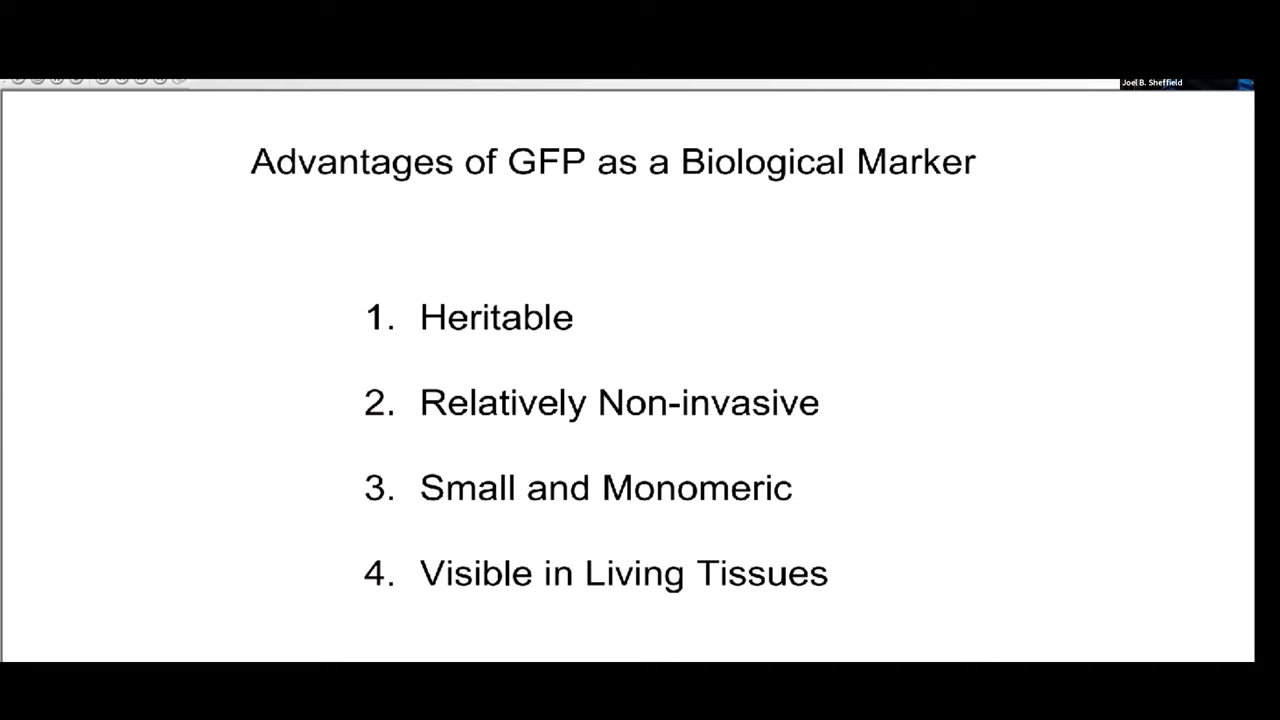 Joel B. Sheffield
Advantages of GFP as a Biological Marker
1. Heritable
2. Relatively Non-invasive
3. Small and Monomeric
4. Visible in Living Tissues